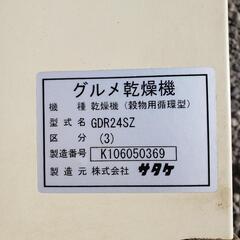 グルメ乾燥機
機 種 乾燥機（穀物用循環型）
型式名 GDR24SZ
区 分 （3）
製造番号 K106050369
製造元 株式会社 サタケ